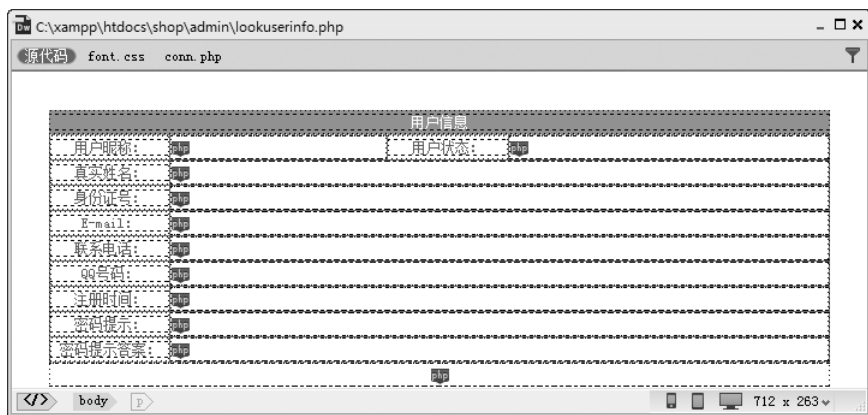 Dw C:\xampp\htdocs\shop\admin\lookuserinfo.php
源代码 font.css conn.php
用户信息
用户昵称： php 用户状态： php
真实姓名： php
身份证号： php
E-mail： php
联系电话： php
QQ号码： php
注册时间： php
密码提示： php
密码提示答案： php
php
</> body p 712 x 263